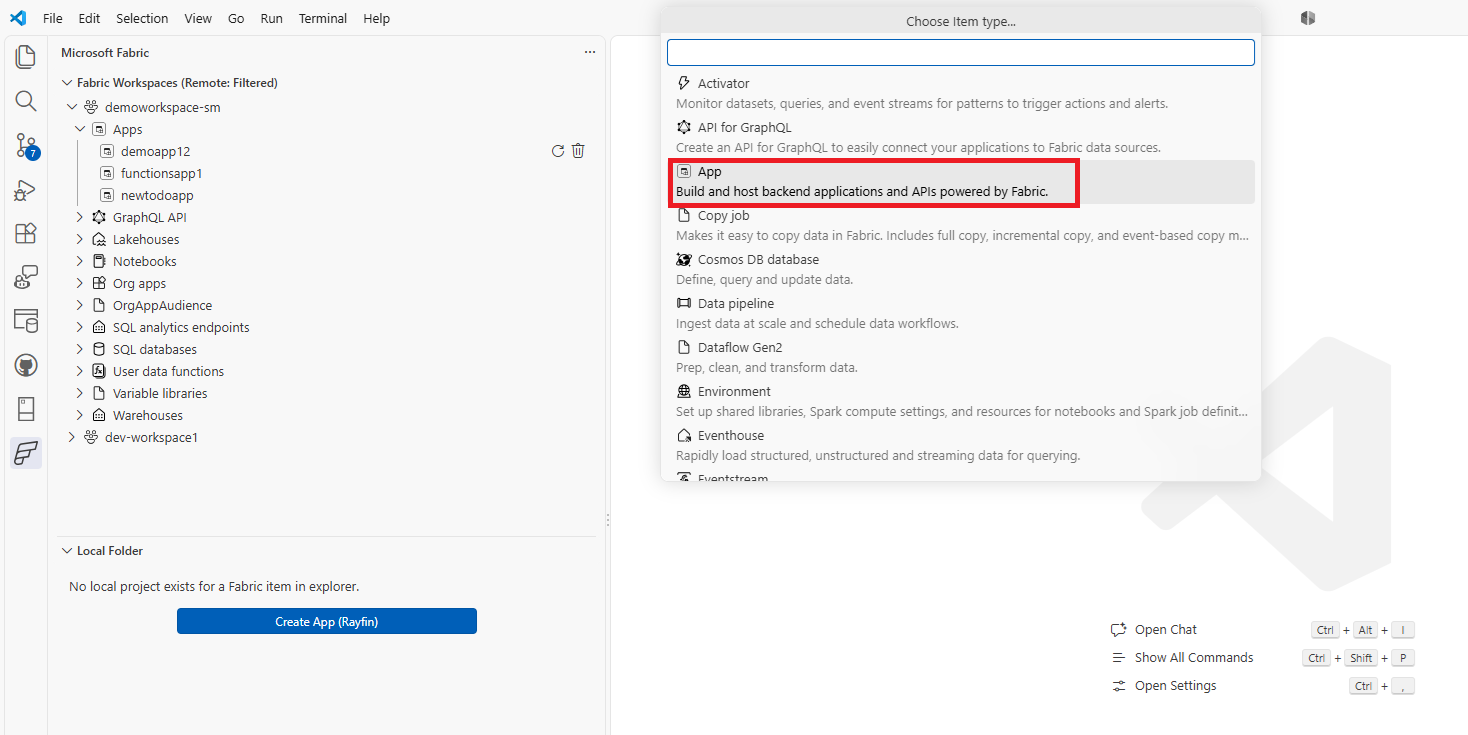 File Edit Selection View Go Run Terminal Help
Microsoft Fabric
Fabric Workspaces (Remote: Filtered)
demoworkspace-sm
Apps
demoapp12
functionsapp1
newtodoapp
GraphQL API
Lakehouses
Notebooks
Org apps
OrgAppAudience
SQL analytics endpoints
SQL databases
User data functions
Variable libraries
Warehouses
dev-workspace1
7
Local Folder
No local project exists for a Fabric item in explorer.
Create App (Rayfin)
Choose Item type...
Activator
Monitor datasets, queries, and event streams for patterns to trigger actions and alerts.
API for GraphQL
Create an API for GraphQL to easily connect your applications to Fabric data sources.
App
Build and host backend applications and APIs powered by Fabric.
Copy job
Makes it easy to copy data in Fabric. Includes full copy, incremental copy, and event-based copy m...
Cosmos DB database
Define, query and update data.
Data pipeline
Ingest data at scale and schedule data workflows.
Dataflow Gen2
Prep, clean, and transform data.
Environment
Set up shared libraries, Spark compute settings, and resources for notebooks and Spark job definit...
Eventhouse
Rapidly load structured, unstructured and streaming data for querying.
Eventstream
Open Chat Ctrl + Alt + I
Show All Commands Ctrl + Shift + P
Open Settings Ctrl + ,